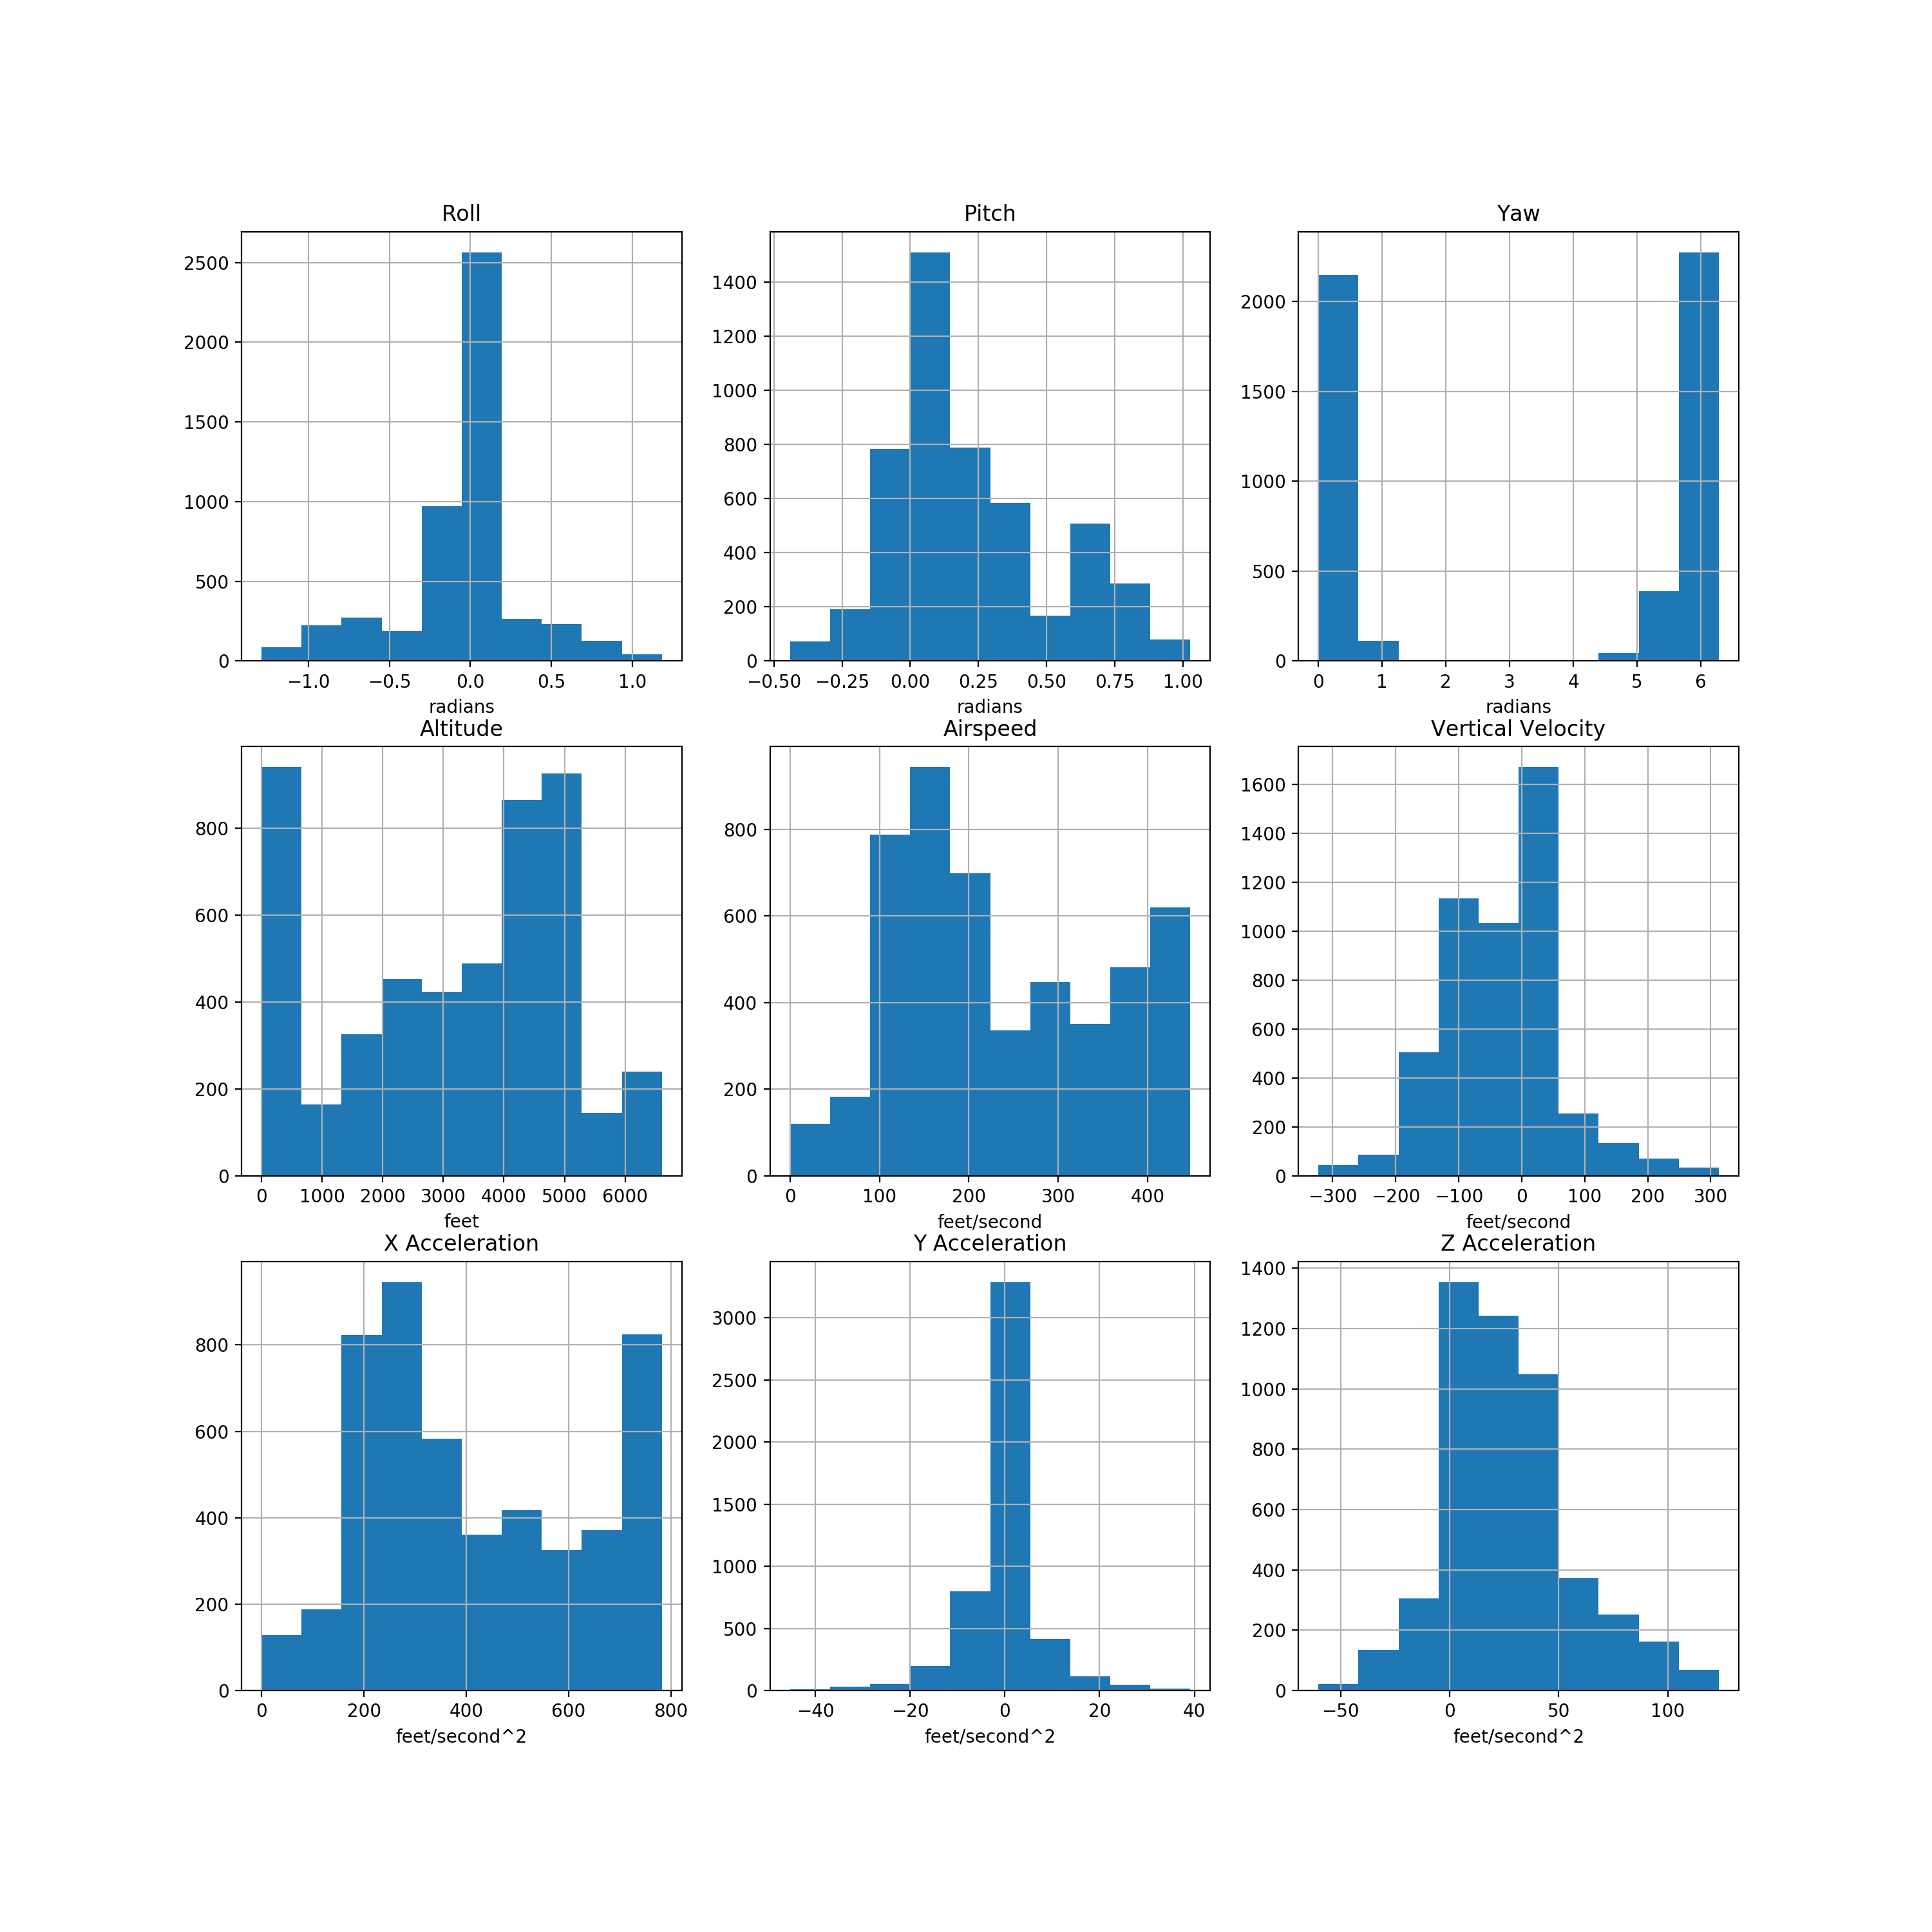 Roll Pitch Yaw
2500
2000
1500
1000
500
0
−1.0 −0.5 0.0 0.5 1.0
radians
1400
1200
1000
800
600
400
200
0
−0.50 −0.25 0.00 0.25 0.50 0.75 1.00
radians
2000
1500
1000
500
0
0 1 2 3 4 5 6
radians
Altitude Airspeed Vertical Velocity
800
600
400
200
0
0 1000 2000 3000 4000 5000 6000
feet
800
600
400
200
0
0 100 200 300 400
feet/second
1600
1400
1200
1000
800
600
400
200
0
−300 −200 −100 0 100 200 300
feet/second
X Acceleration Y Acceleration Z Acceleration
800
600
400
200
0
0 200 400 600 800
feet/second^2
3000
2500
2000
1500
1000
500
0
−40 −20 0 20 40
feet/second^2
1400
1200
1000
800
600
400
200
0
−50 0 50 100
feet/second^2